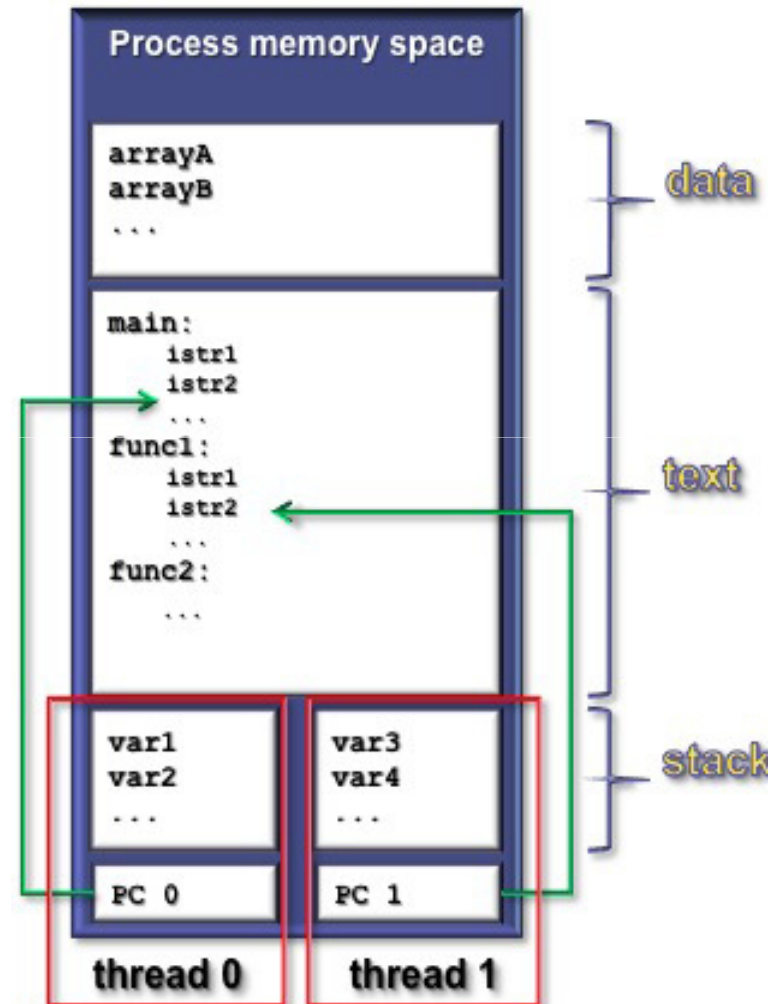 Process memory space
arrayA
arrayB
...
data
main:
istr1
istr2
...
func1:
istr1
istr2
...
func2:
...
text
var1
var2
...
var3
var4
...
stack
PC 0
PC 1
thread 0
thread 1